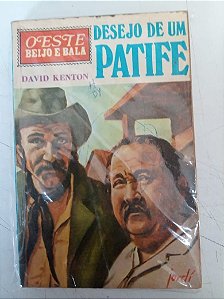 OESTE
BEIJO E BALA
DAVID KENTON
DESEJO DE UM
PATIFE